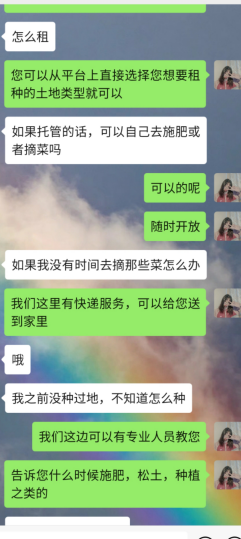 怎么租
您可以从平台上直接选择您想要租
种的土地类型就可以
如果托管的话，可以自己去施肥或
者摘菜吗
可以的呢
随时开放
如果我没有时间去摘那些菜怎么办
我们这里有快递服务，可以给您送
到家里
哦
我之前没种过地，不知道怎么种
我们这边可以有专业人员教您
告诉您什么时候施肥，松土，种植
之类的